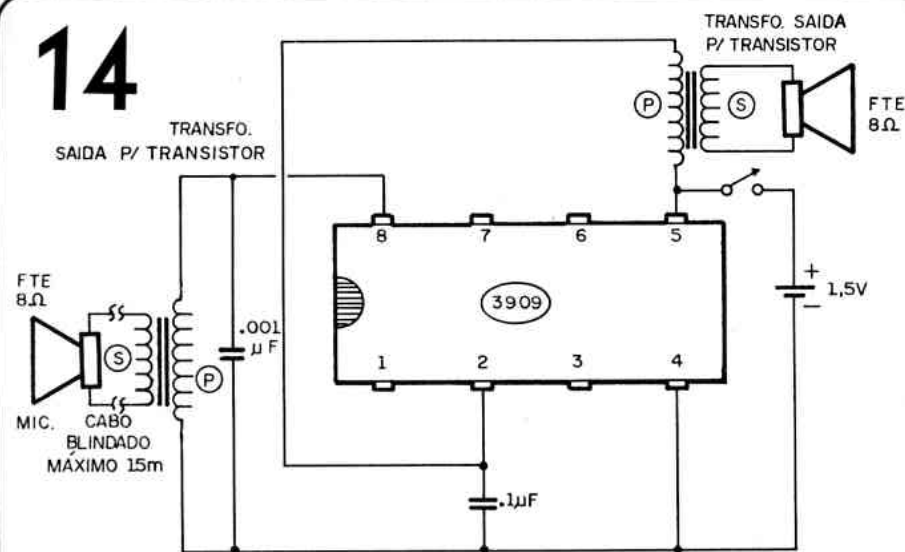 14
TRANSFO. SAIDA
P/ TRANSISTOR
P
S
FTE
8Ω
TRANSFO.
SAIDA P/ TRANSISTOR
8
7
6
5
+
-
1,5V
3909
FTE
8Ω
S
P
.001
µF
1
2
3
4
MIC.
CABO
BLINDADO
MÁXIMO 15m
.1µF